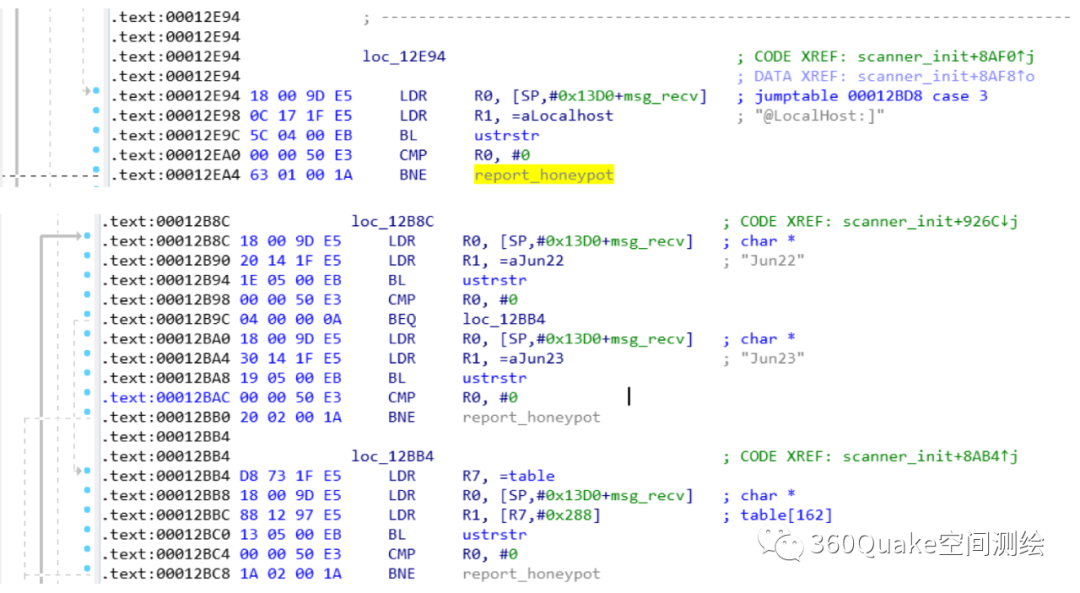 .text:00012E94 ; ---------------------------------------------------------------------------
.text:00012E94
.text:00012E94 loc_12E94 ; CODE XREF: scanner_init+8AF0↑j
.text:00012E94 ; DATA XREF: scanner_init+8AF8↑o
.text:00012E94 18 00 9D E5 LDR R0, [SP,#0x13D0+msg_recv] ; jumptable 00012BD8 case 3
.text:00012E98 0C 17 1F E5 LDR R1, =aLocalhost ; "@LocalHost:]"
.text:00012E9C 5C 04 00 EB BL ustrstr
.text:00012EA0 00 00 50 E3 CMP R0, #0
.text:00012EA4 63 01 00 1A BNE report_honeypot
.text:00012B8C loc_12B8C ; CODE XREF: scanner_init+926C↓j
.text:00012B8C 18 00 9D E5 LDR R0, [SP,#0x13D0+msg_recv] ; char *
.text:00012B90 20 14 1F E5 LDR R1, =aJun22 ; "Jun22"
.text:00012B94 1E 05 00 EB BL ustrstr
.text:00012B98 00 00 50 E3 CMP R0, #0
.text:00012B9C 04 00 00 0A BEQ loc_12BB4
.text:00012BA0 18 00 9D E5 LDR R0, [SP,#0x13D0+msg_recv] ; char *
.text:00012BA4 30 14 1F E5 LDR R1, =aJun23 ; "Jun23"
.text:00012BA8 19 05 00 EB BL ustrstr
.text:00012BAC 00 00 50 E3 CMP R0, #0
.text:00012BB0 20 02 00 1A BNE report_honeypot
.text:00012BB4
.text:00012BB4 loc_12BB4 ; CODE XREF: scanner_init+8AB4↑j
.text:00012BB4 D8 73 1F E5 LDR R7, =table
.text:00012BB8 18 00 9D E5 LDR R0, [SP,#0x13D0+msg_recv] ; char *
.text:00012BBC 88 12 97 E5 LDR R1, [R7,#0x288] ; table[162]
.text:00012BC0 13 05 00 EB BL ustrstr
.text:00012BC4 00 00 50 E3 CMP R0, #0
.text:00012BC8 1A 02 00 1A BNE report_honeypot
360Quake空间测绘